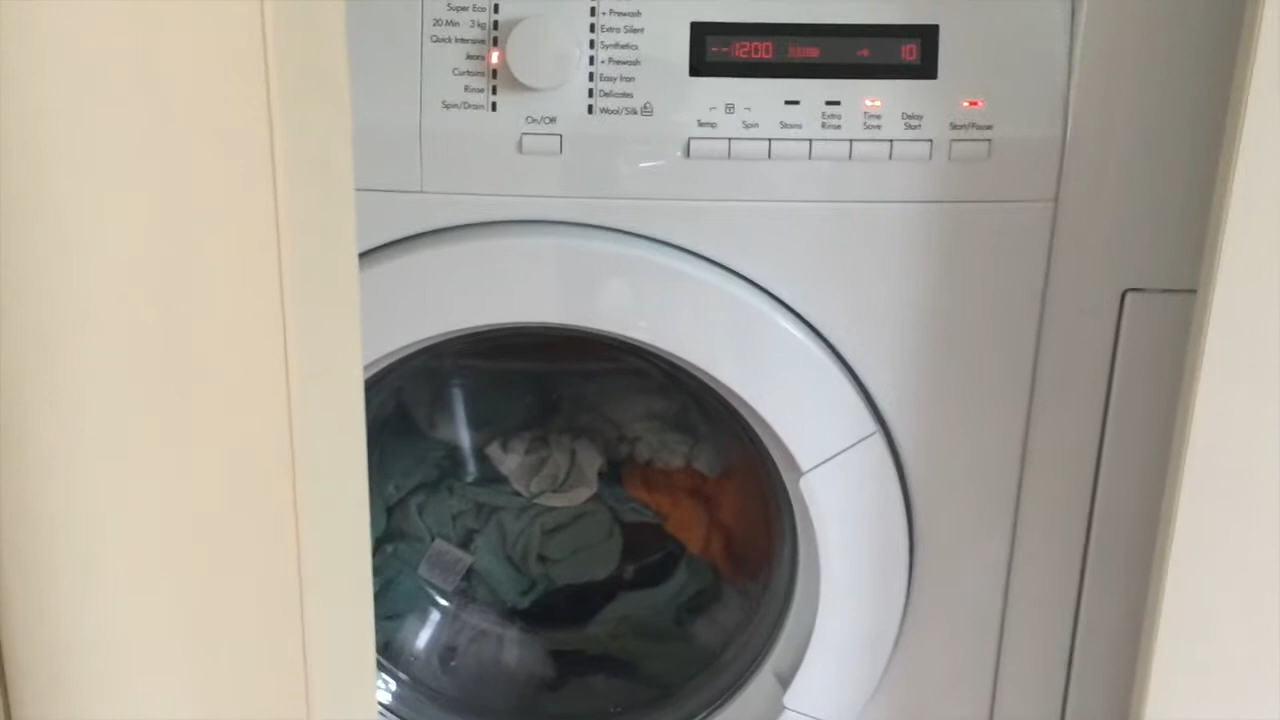 Super Eco
20 Min 3 kg
Quick Intensive
Jeans
Curtains
Rinse
Spin/Drain
On/Off
+ Prewash
Extra Silent
Synthetics
+ Prewash
Easy Iron
Delicates
Wool/Silk
--1200
10
Temp
Spin
Stains
Extra Rinse
Time Save
Delay Start
Start/Pause